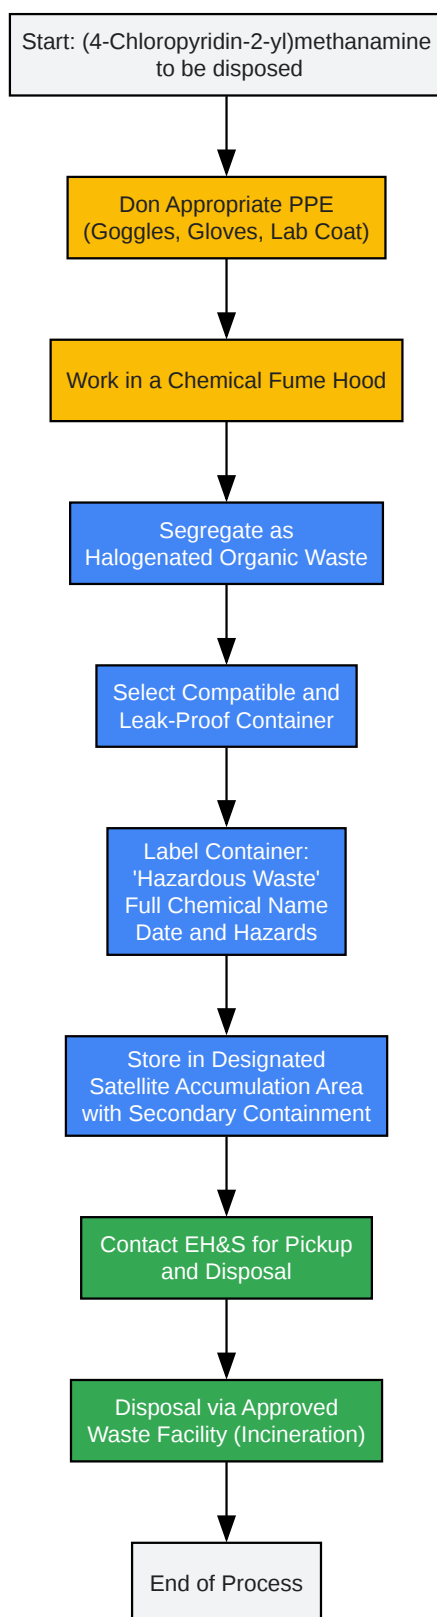 Start: (4-Chloropyridin-2-yl)methanamine
to be disposed
Don Appropriate PPE
(Goggles, Gloves, Lab Coat)
Work in a Chemical Fume Hood
Segregate as
Halogenated Organic Waste
Select Compatible and
Leak-Proof Container
Label Container:
'Hazardous Waste'
Full Chemical Name
Date and Hazards
Store in Designated
Satellite Accumulation Area
with Secondary Containment
Contact EH&S for Pickup
and Disposal
Disposal via Approved
Waste Facility (Incineration)
End of Process